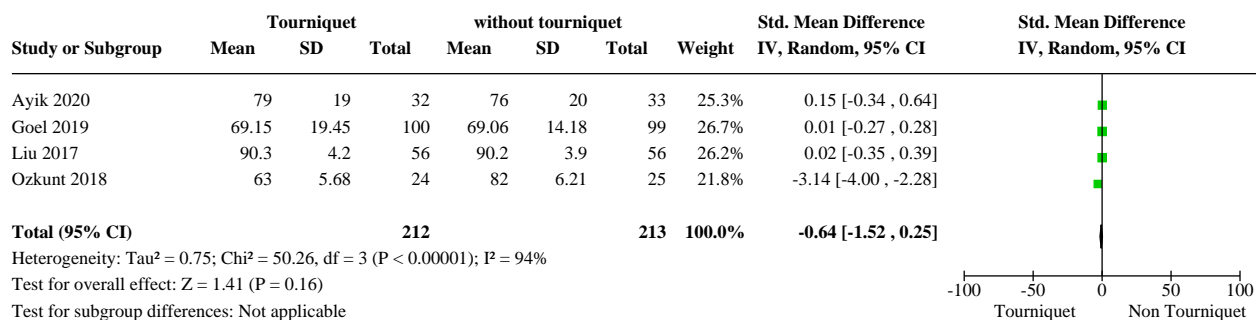 Tourniquet without tourniquet Std. Mean Difference Std. Mean Difference
Study or Subgroup Mean SD Total Mean SD Total Weight IV, Random, 95% CI IV, Random, 95% CI
Ayik 2020 79 19 32 76 20 33 25.3% 0.15 [-0.34 , 0.64]
Goel 2019 69.15 19.45 100 69.06 14.18 99 26.7% 0.01 [-0.27 , 0.28]
Liu 2017 90.3 4.2 56 90.2 3.9 56 26.2% 0.02 [-0.35 , 0.39]
Ozkunt 2018 63 5.68 24 82 6.21 25 21.8% -3.14 [-4.00 , -2.28]
Total (95% CI) 212 213 100.0% -0.64 [-1.52 , 0.25]
Heterogeneity: Tau² = 0.75; Chi² = 50.26, df = 3 (P < 0.00001); I² = 94%
Test for overall effect: Z = 1.41 (P = 0.16)
-100 -50 0 50 100
Test for subgroup differences: Not applicable
Tourniquet Non Tourniquet